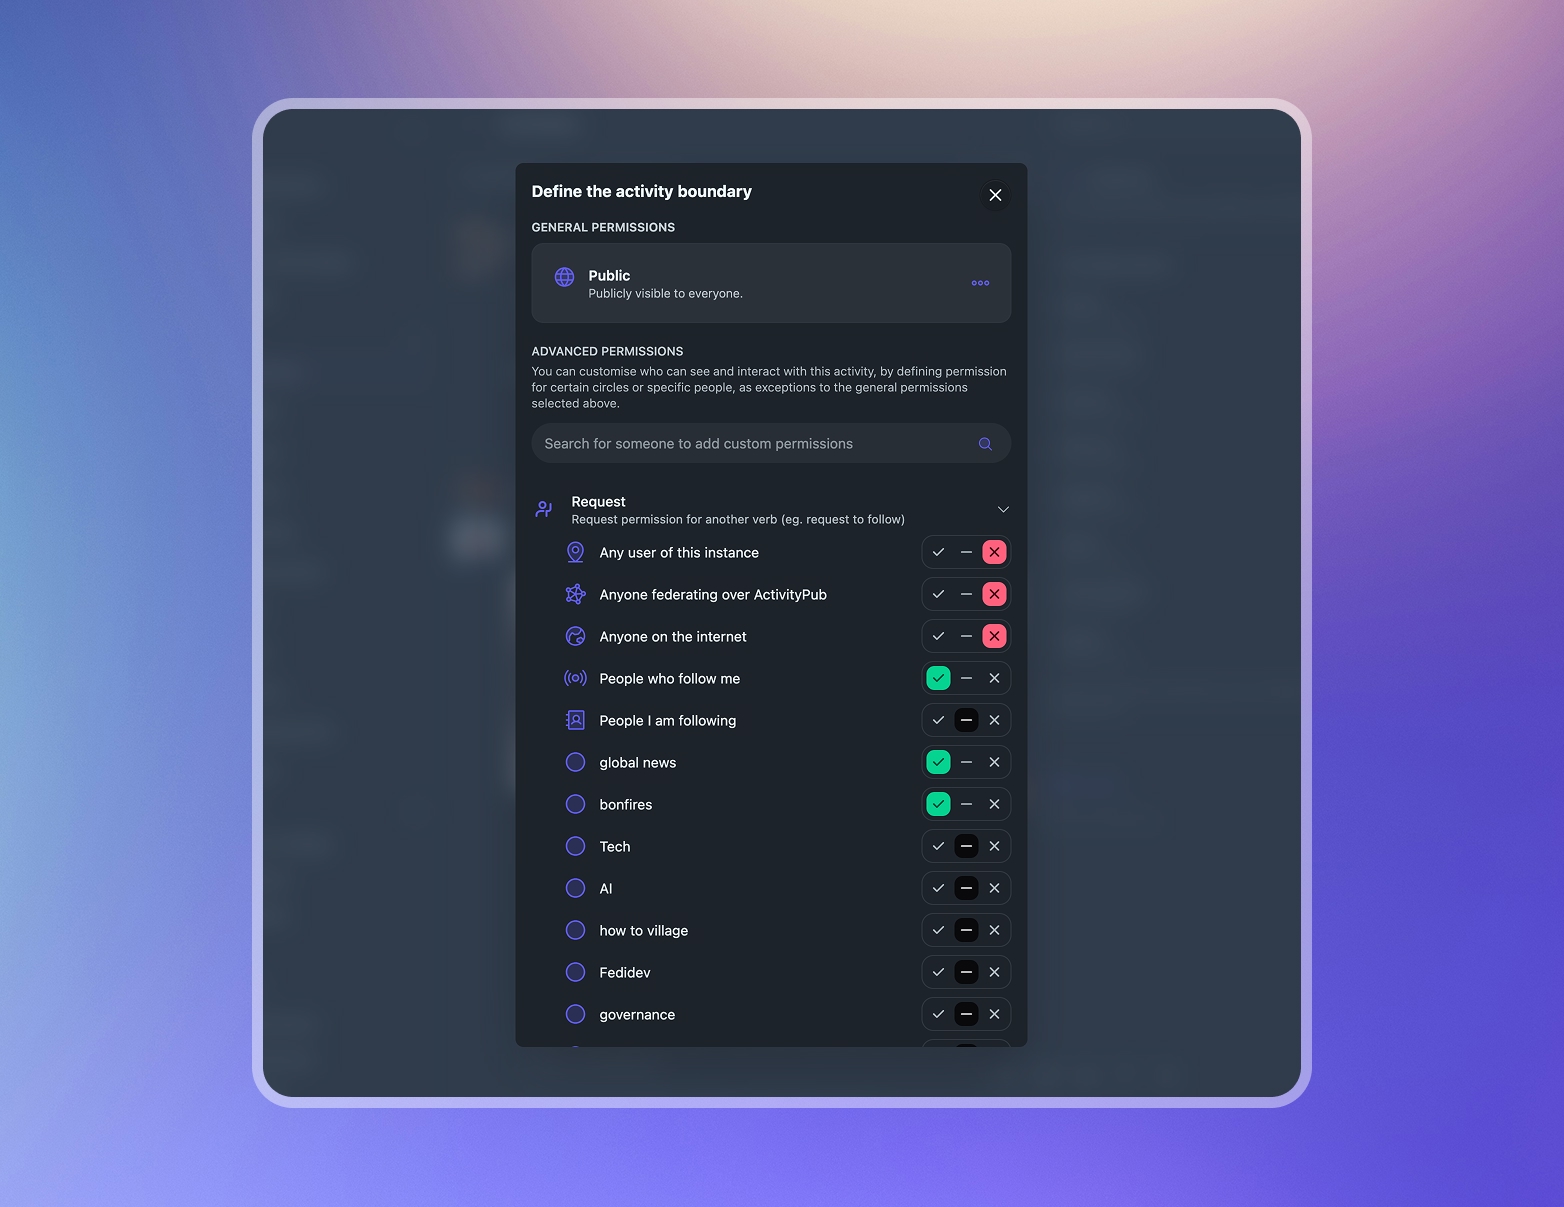 Define the activity boundary
GENERAL PERMISSIONS
Public
Publicly visible to everyone.
ADVANCED PERMISSIONS
You can customise who can see and interact with this activity, by defining permission
for certain circles or specific people, as exceptions to the general permissions
selected above.
Search for someone to add custom permissions
Request
Request permission for another verb (eg. request to follow)
Any user of this instance
Anyone federating over ActivityPub
Anyone on the internet
People who follow me
People I am following
global news
bonfires
Tech
AI
how to village
Fedidev
governance